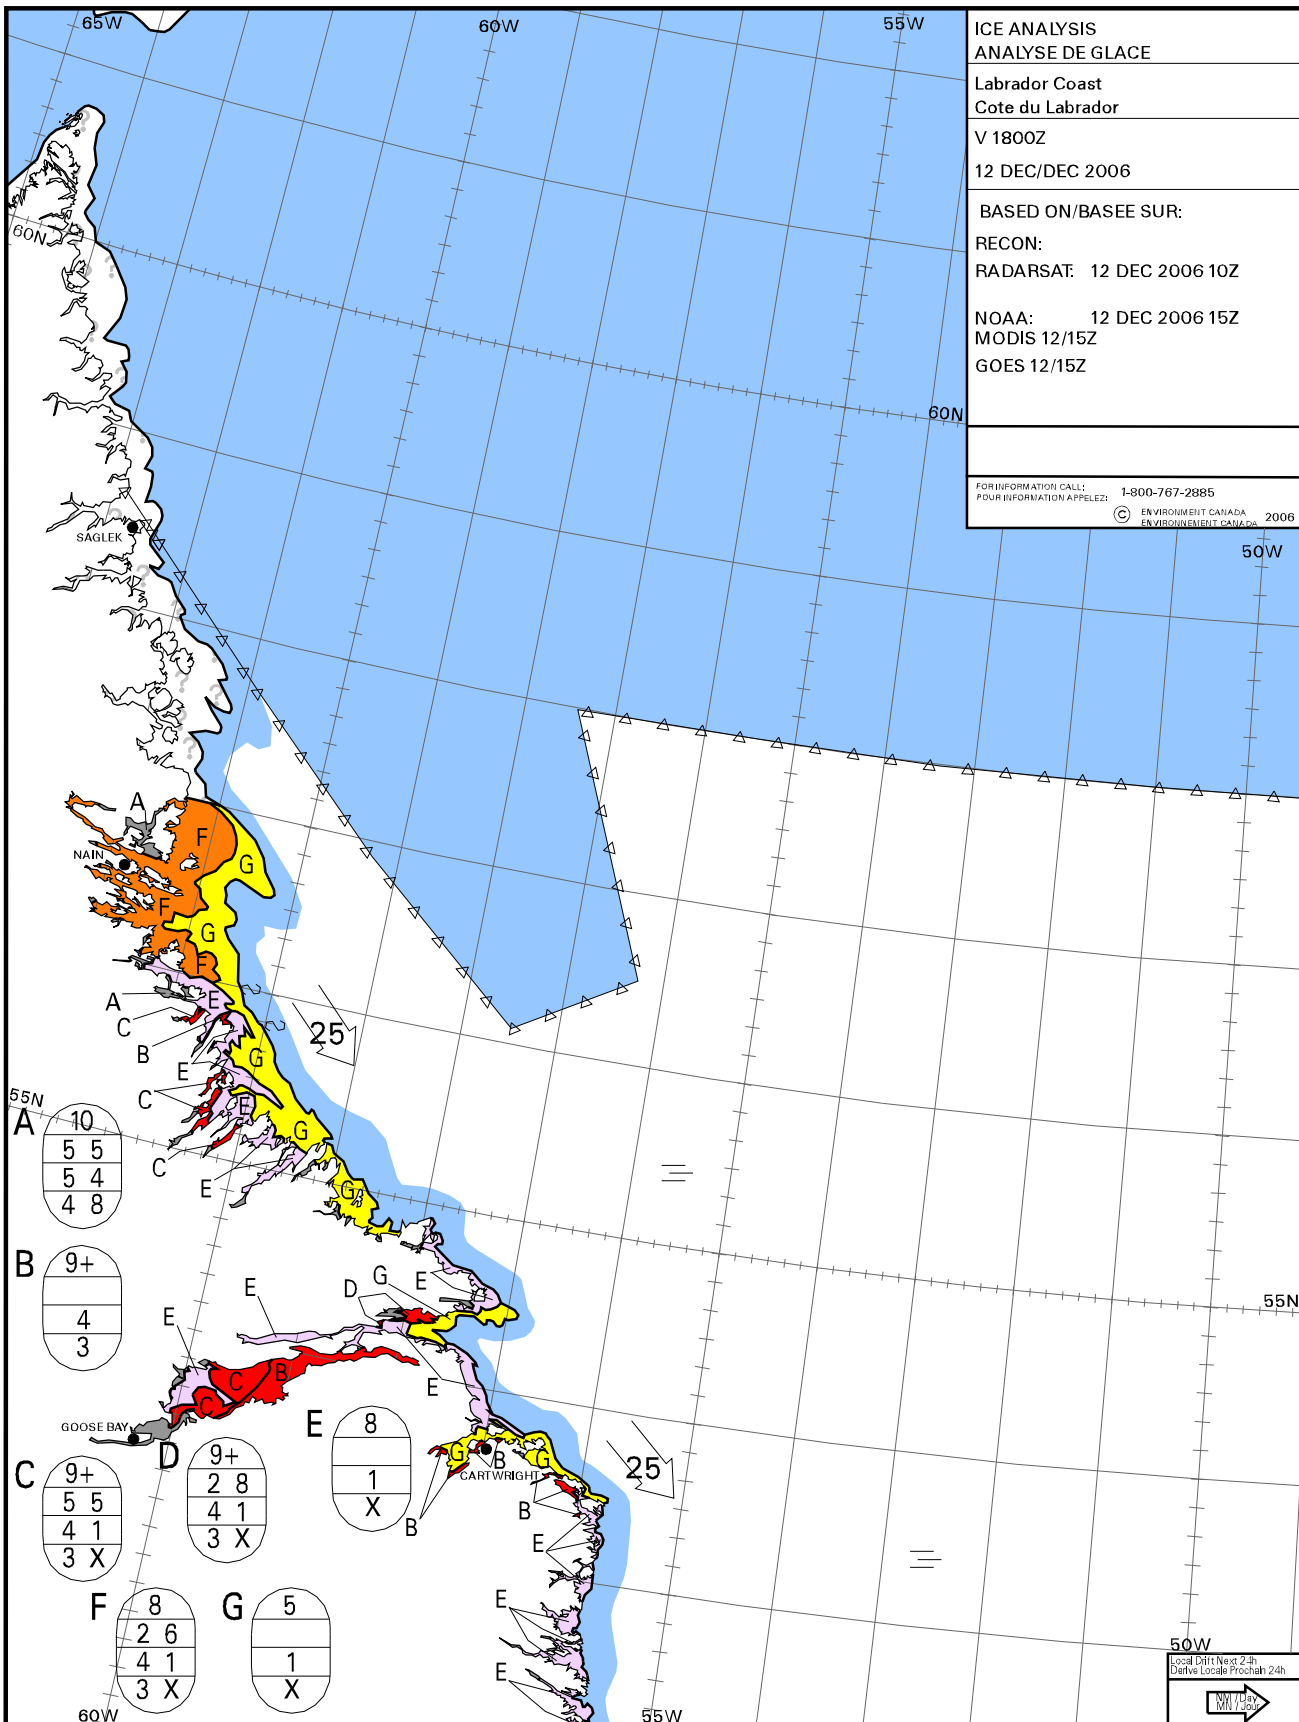 65W
60W
55W
ICE ANALYSIS
ANALYSE DE GLACE
Labrador Coast
Cote du Labrador
V 1800Z
12 DEC/DEC 2006
BASED ON/BASEE SUR:
RECON:
RADARSAT: 12 DEC 2006 10Z
NOAA: 12 DEC 2006 15Z
MODIS 12/15Z
GOES 12/15Z
FOR INFORMATION CALL:
POUR INFORMATION APPELEZ: 1-800-767-2885
© ENVIRONMENT CANADA
ENVIRONNEMENT CANADA 2006
60N
60N
50W
SAGLEK
A
F
NAIN
G
F
G
F
A
E
C
B
25
E
G
C
E
G
C
E
G
55N
A
10
5 5
5 4
4 8
B
9+
4
3
E
E
D
G
E
55N
E
C
B
C
E
GOOSE BAY
C
9+
5 5
4 1
3 X
D
9+
2 8
4 1
3 X
E
8
1
X
G
B
G
CARTWRIGHT
B
B
25
E
F
8
2 6
4 1
3 X
G
5
1
X
E
E
50W
Local Drift Next 24h
Derive Locale Prochain 24h
NM / Day
MN / Jour
60W
55W